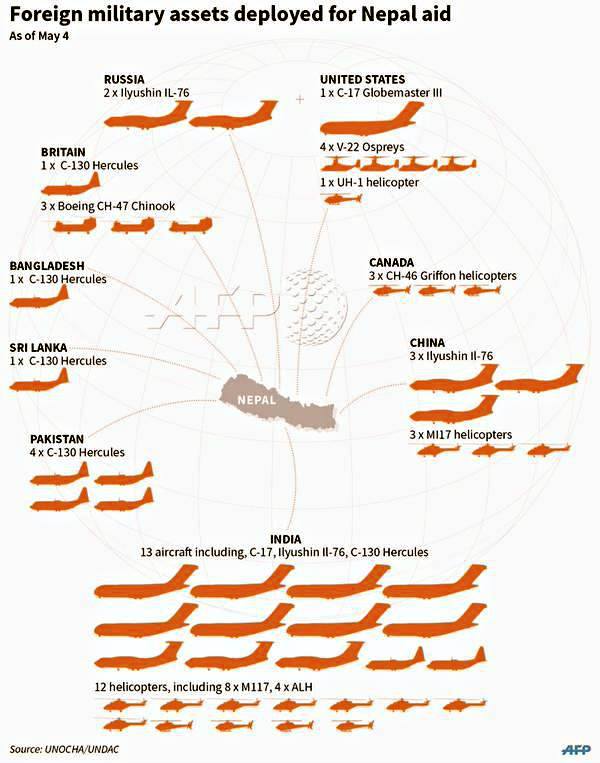 Foreign military assets deployed for Nepal aid
As of May 4
RUSSIA
2 x Ilyushin IL-76
UNITED STATES
1 x C-17 Globemaster III
4 x V-22 Ospreys
1 x UH-1 helicopter
BRITAIN
1 x C-130 Hercules
3 x Boeing CH-47 Chinook
BANGLADESH
1 x C-130 Hercules
CANADA
3 x CH-46 Griffon helicopters
AFP
SRI LANKA
1 x C-130 Hercules
CHINA
3 x Ilyushin Il-76
3 x MI17 helicopters
NEPAL
PAKISTAN
4 x C-130 Hercules
INDIA
13 aircraft including, C-17, Ilyushin Il-76, C-130 Hercules
12 helicopters, including 8 x M117, 4 x ALH
Source: UNOCHA/UNDAC
AFP